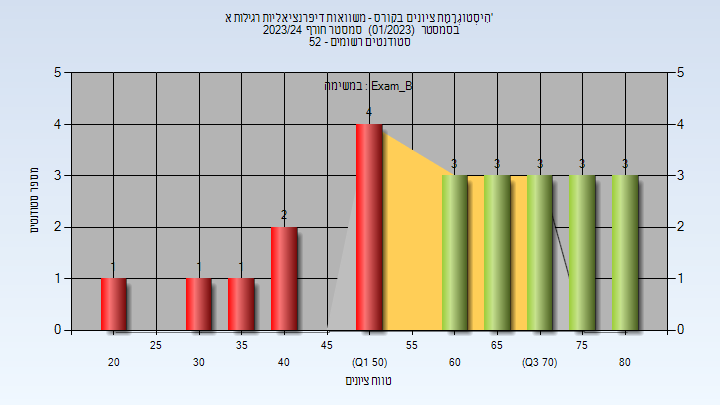 היסטוגרמת ציונים בקורס - משוואות דיפרנציאליות רגילות א'
בסמסטר (01/2023) סמסטר חורף 2023/24
52 - סטודנטים רשומים
במשימה : Exam_B
מספר סטודנטים
5 5
4 4
3 3
2 2
1 1
0 0
1 1 1 2 4 3 3 3 3 3
25 45 55 65 75
20 30 35 40 (Q1 50) 60 (Q3 70) 80
טווח ציונים